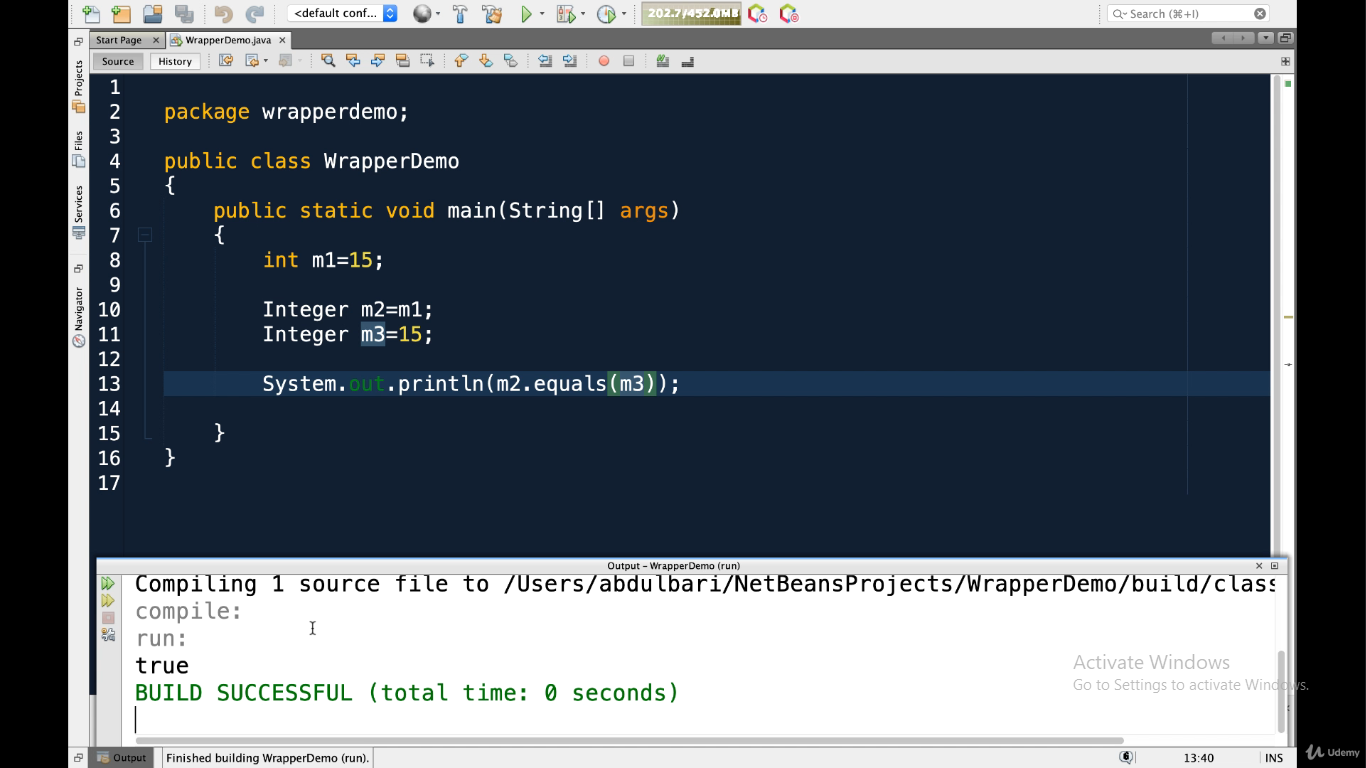 <default conf...
202.7/452.0MB
Search (⌘+I)
Start Page
WrapperDemo.java
Source
History
Projects
Files
Services
Navigator
1
2 package wrapperdemo;
3
4 public class WrapperDemo
5 {
6 public static void main(String[] args)
7 {
8 int m1=15;
9
10 Integer m2=m1;
11 Integer m3=15;
12
13 System.out.println(m2.equals(m3));
14
15 }
16 }
17
Output - WrapperDemo (run)
Compiling 1 source file to /Users/abdulbari/NetBeansProjects/WrapperDemo/build/class
compile:
run:
true
BUILD SUCCESSFUL (total time: 0 seconds)
Activate Windows
Go to Settings to activate Windows.
Output
Finished building WrapperDemo (run).
6
13:40
INS
Udemy